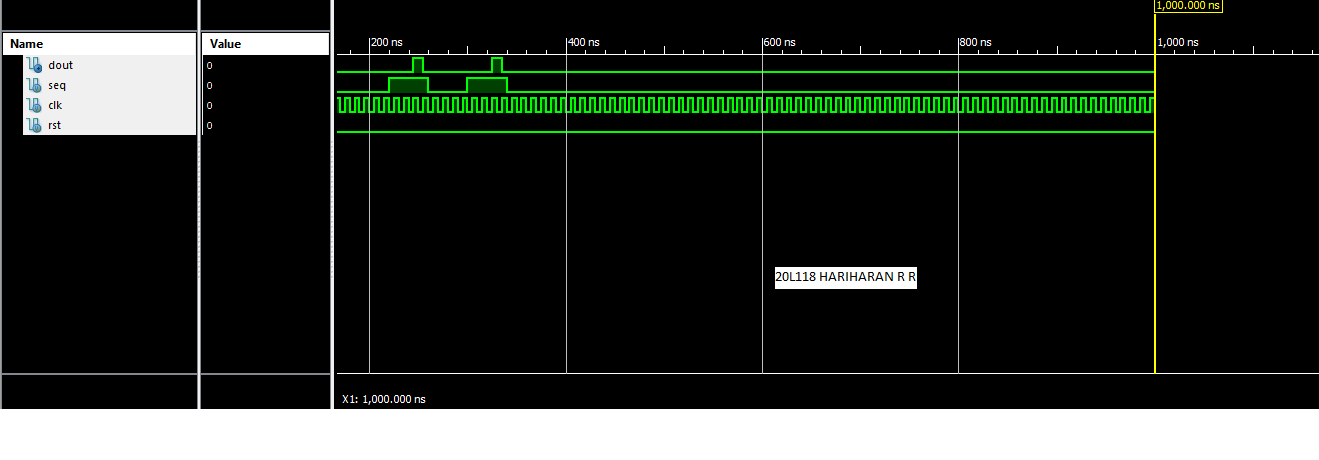 1,000.000 ns
Name
Value
200 ns
400 ns
600 ns
800 ns
1,000 ns
dout
0
seq
0
clk
0
rst
0
20L118 HARIHARAN R R
X1: 1,000.000 ns